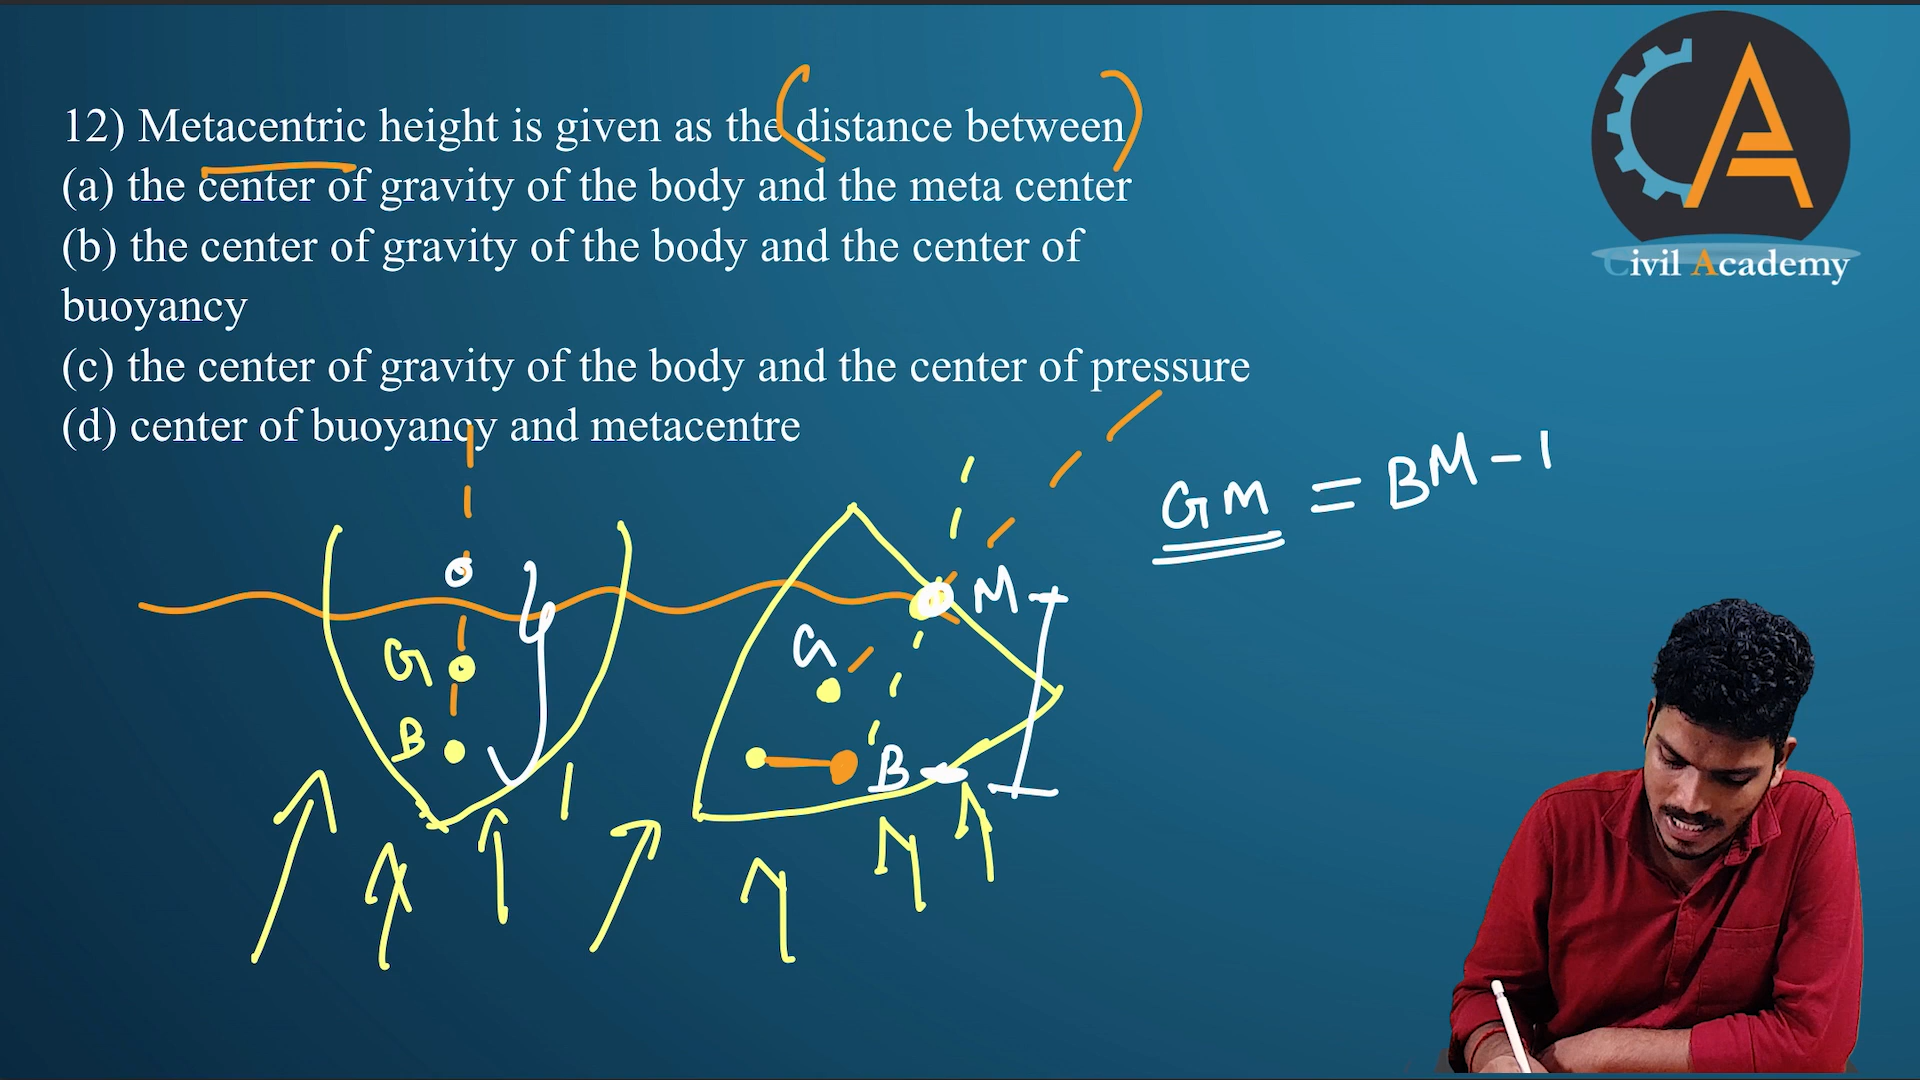 12) Metacentric height is given as the (distance between)
(a) the center of gravity of the body and the meta center
(b) the center of gravity of the body and the center of
buoyancy
(c) the center of gravity of the body and the center of pressure
(d) center of buoyancy and metacentre
CA
Civil Academy
GM = BM - 1
G
B
M
G
B